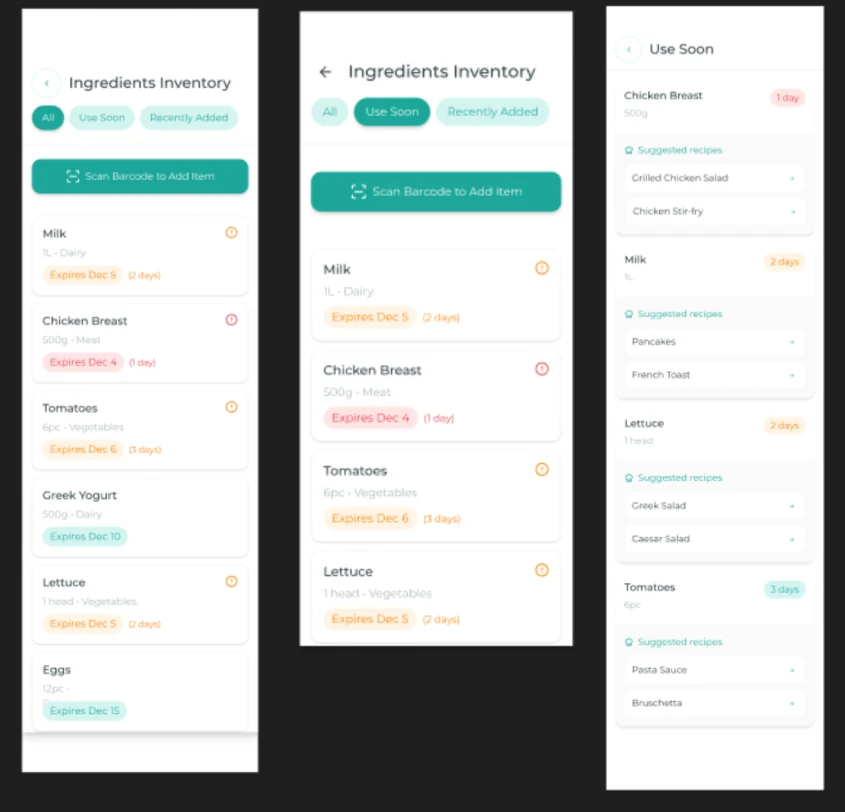 Ingredients Inventory
All
Use Soon
Recently Added
Scan Barcode to Add Item
Milk
1L • Dairy
Expires Dec 5 (2 days)
Chicken Breast
500g • Meat
Expires Dec 4 (1 day)
Tomatoes
6pc • Vegetables
Expires Dec 6 (3 days)
Greek Yogurt
500g • Dairy
Expires Dec 10
Lettuce
1 head • Vegetables
Expires Dec 5 (2 days)
Eggs
12pc •
Expires Dec 15
Ingredients Inventory
All
Use Soon
Recently Added
Scan Barcode to Add Item
Milk
1L • Dairy
Expires Dec 5 (2 days)
Chicken Breast
500g • Meat
Expires Dec 4 (1 day)
Tomatoes
6pc • Vegetables
Expires Dec 6 (3 days)
Lettuce
1 head • Vegetables
Expires Dec 5 (2 days)
Use Soon
Chicken Breast
1 day
500g
Suggested recipes
Grilled Chicken Salad
Chicken Stir-fry
Milk
2 days
1L
Suggested recipes
Pancakes
French Toast
Lettuce
2 days
1 head
Suggested recipes
Greek Salad
Caesar Salad
Tomatoes
3 days
6pc
Suggested recipes
Pasta Sauce
Bruschetta